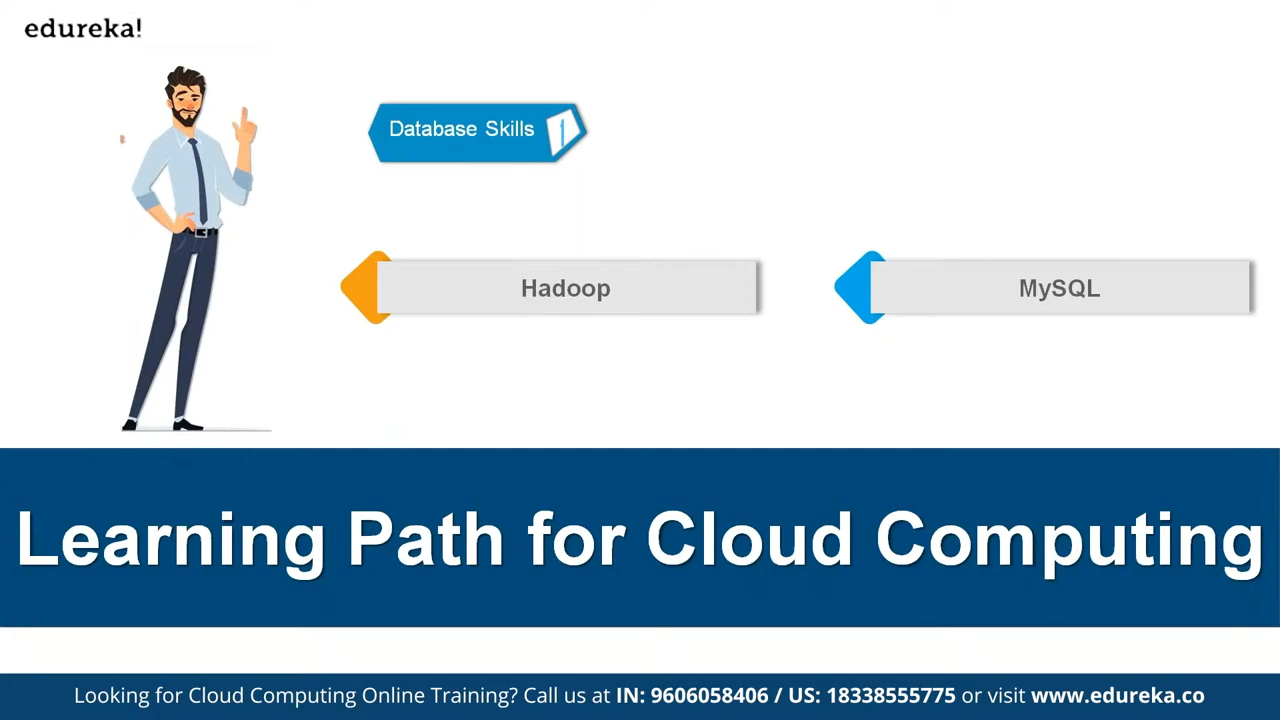 edureka!
Database Skills 1
Hadoop
MySQL
Learning Path for Cloud Computing
Looking for Cloud Computing Online Training? Call us at IN: 9606058406 / US: 18338555775 or visit www.edureka.co